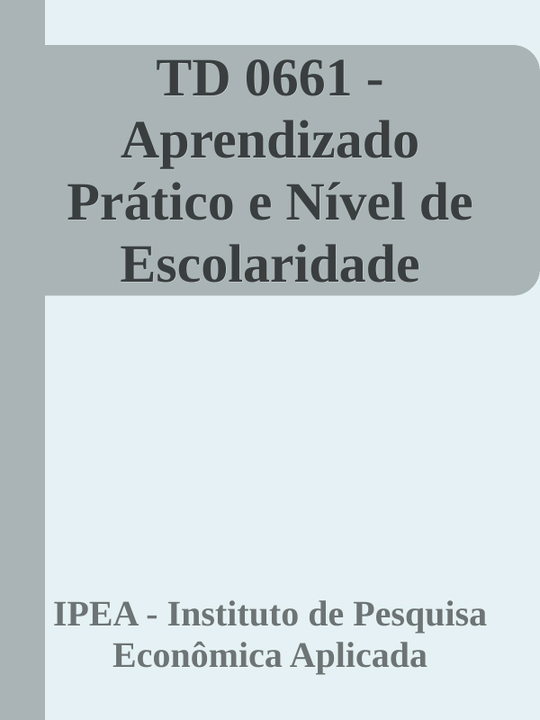 TD 0661 -
Aprendizado
Prático e Nível de
Escolaridade
IPEA - Instituto de Pesquisa
Econômica Aplicada